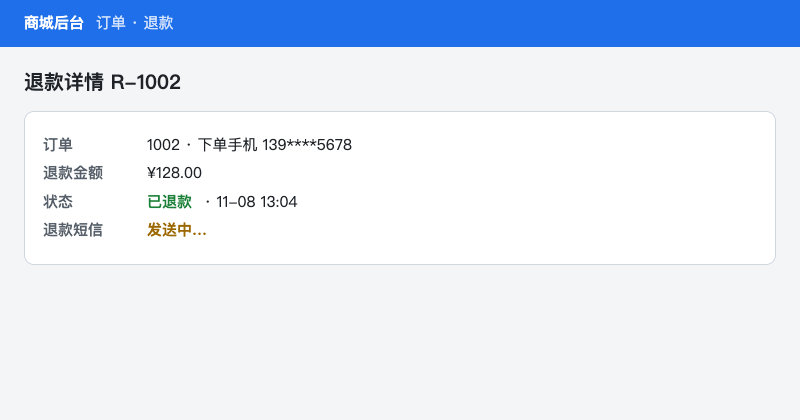 商城后台 订单 · 退款
退款详情 R–1002
订单 1002 · 下单手机 139****5678
退款金额 ¥128.00
状态 已退款 · 11–08 13:04
退款短信 发送中…